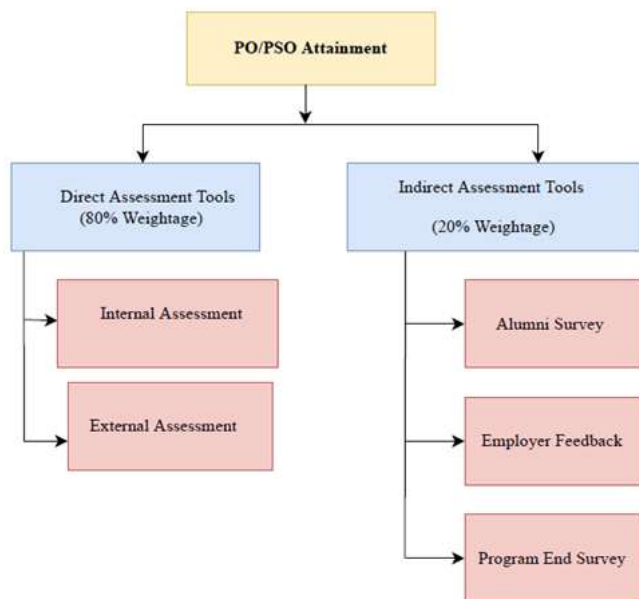 PO/PSO Attainment
Direct Assessment Tools
(80% Weightage)
Indirect Assessment Tools
(20% Weightage)
Internal Assessment
External Assessment
Alumni Survey
Employer Feedback
Program End Survey